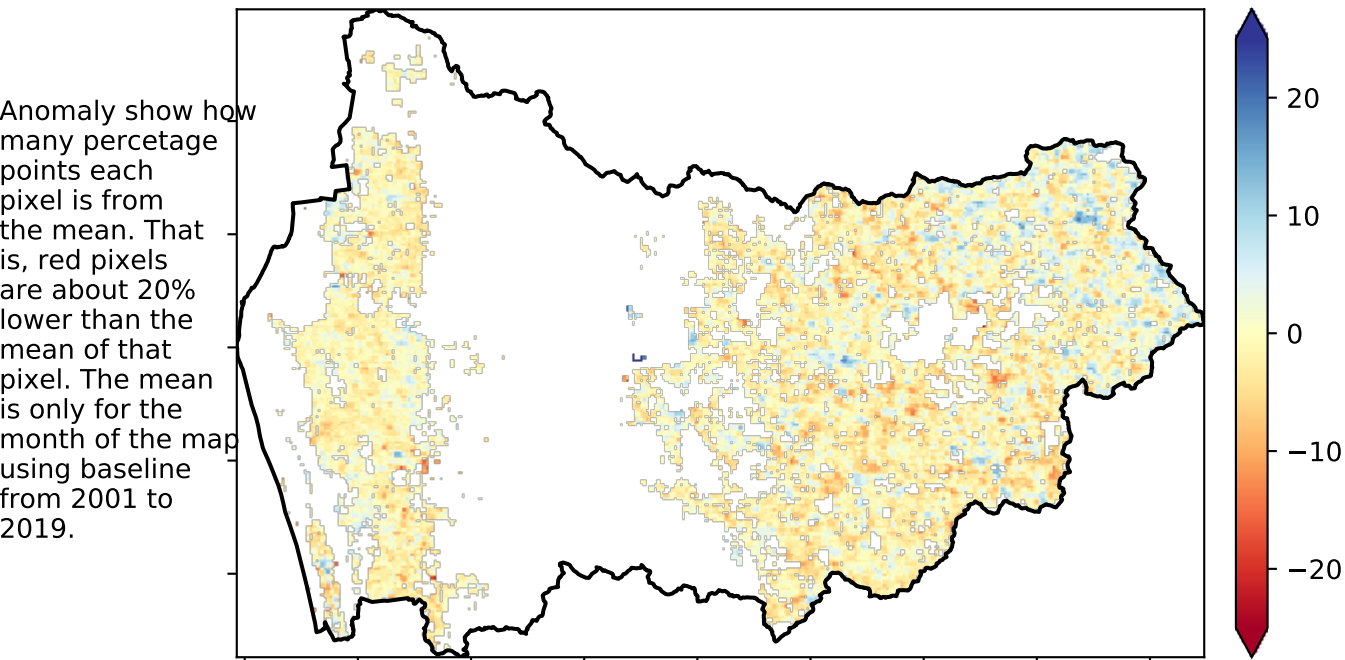 Anomaly show how
many percetage
points each
pixel is from
the mean. That
is, red pixels
are about 20%
lower than the
mean of that
pixel. The mean
is only for the
month of the map
using baseline
from 2001 to
2019.
20
10
0
−10
−20